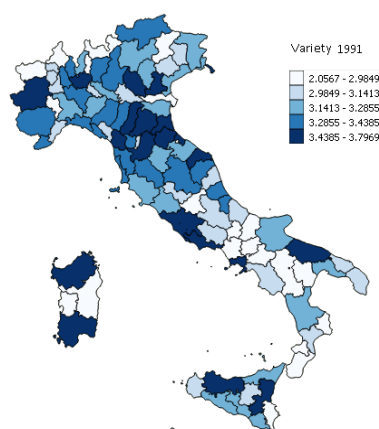 Variety 1991
2.0567 - 2.9849
2.9849 - 3.1413
3.1413 - 3.2855
3.2855 - 3.4385
3.4385 - 3.7969